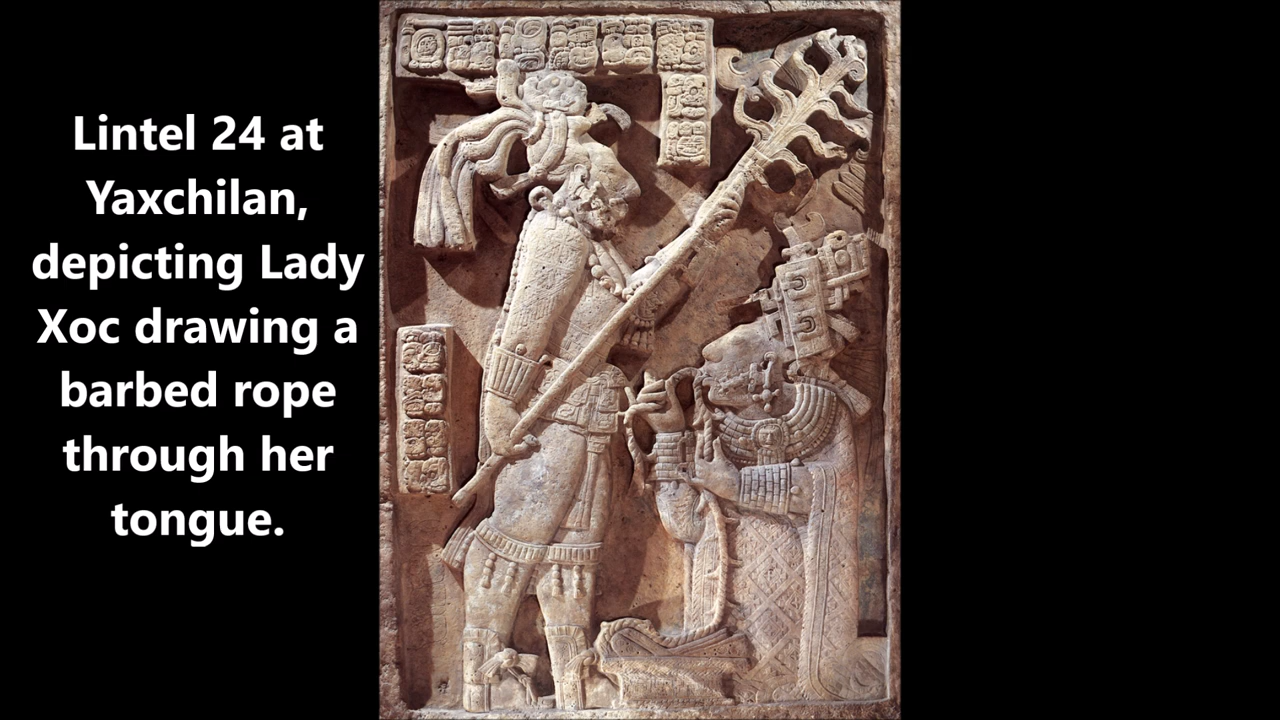 Lintel 24 at
Yaxchilan,
depicting Lady
Xoc drawing a
barbed rope
through her
tongue.